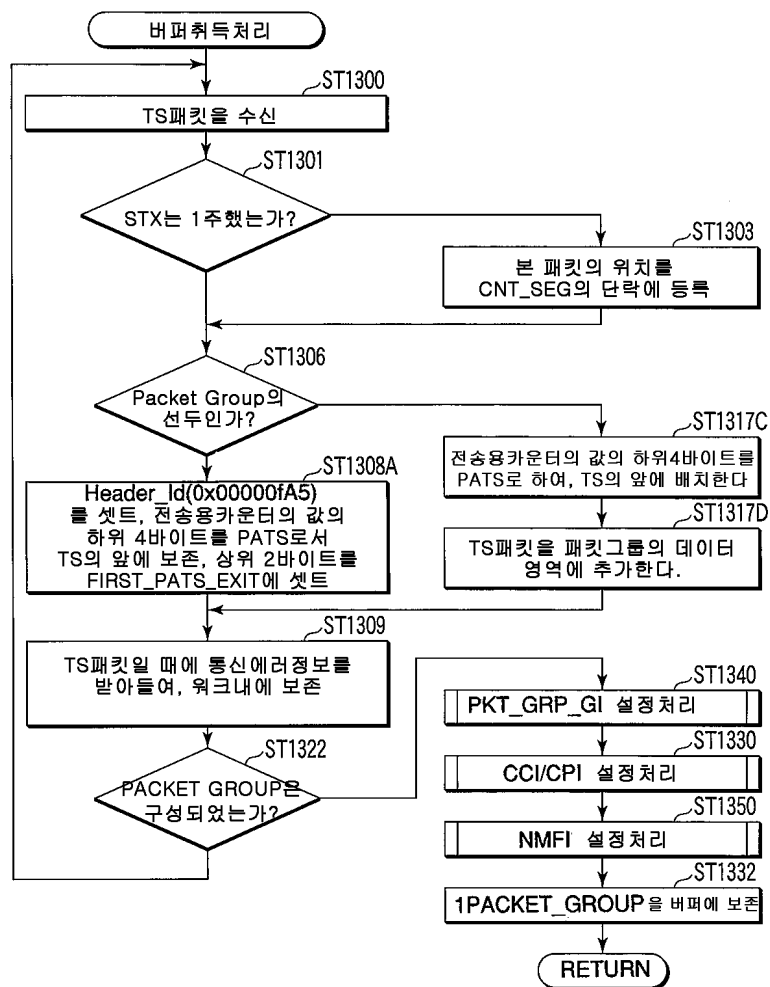 버퍼취득처리
ST1300
TS패킷을 수신
ST1301
STX는 1주했는가?
ST1303
본 패킷의 위치를
CNT_SEG의 단락에 등록
ST1306
Packet Group의
선두인가?
ST1308A
Header_Id(0x00000fA5)
를 셋트, 전송용카운터의 값의
하위 4바이트를 PATS로서
TS의 앞에 보존, 상위 2바이트를
FIRST_PATS_EXIT에 셋트
ST1317C
전송용카운터의 값의 하위4바이트를
PATS로 하여, TS의 앞에 배치한다
ST1317D
TS패킷을 패킷그룹의 데이터
영역에 추가한다.
ST1309
TS패킷일 때에 통신에러정보를
받아들여, 워크내에 보존
ST1322
PACKET GROUP은
구성되었는가?
ST1340
PKT_GRP_GI 설정처리
ST1330
CCI/CPI 설정처리
ST1350
NMFI 설정처리
ST1332
1PACKET_GROUP을 버퍼에 보존
RETURN